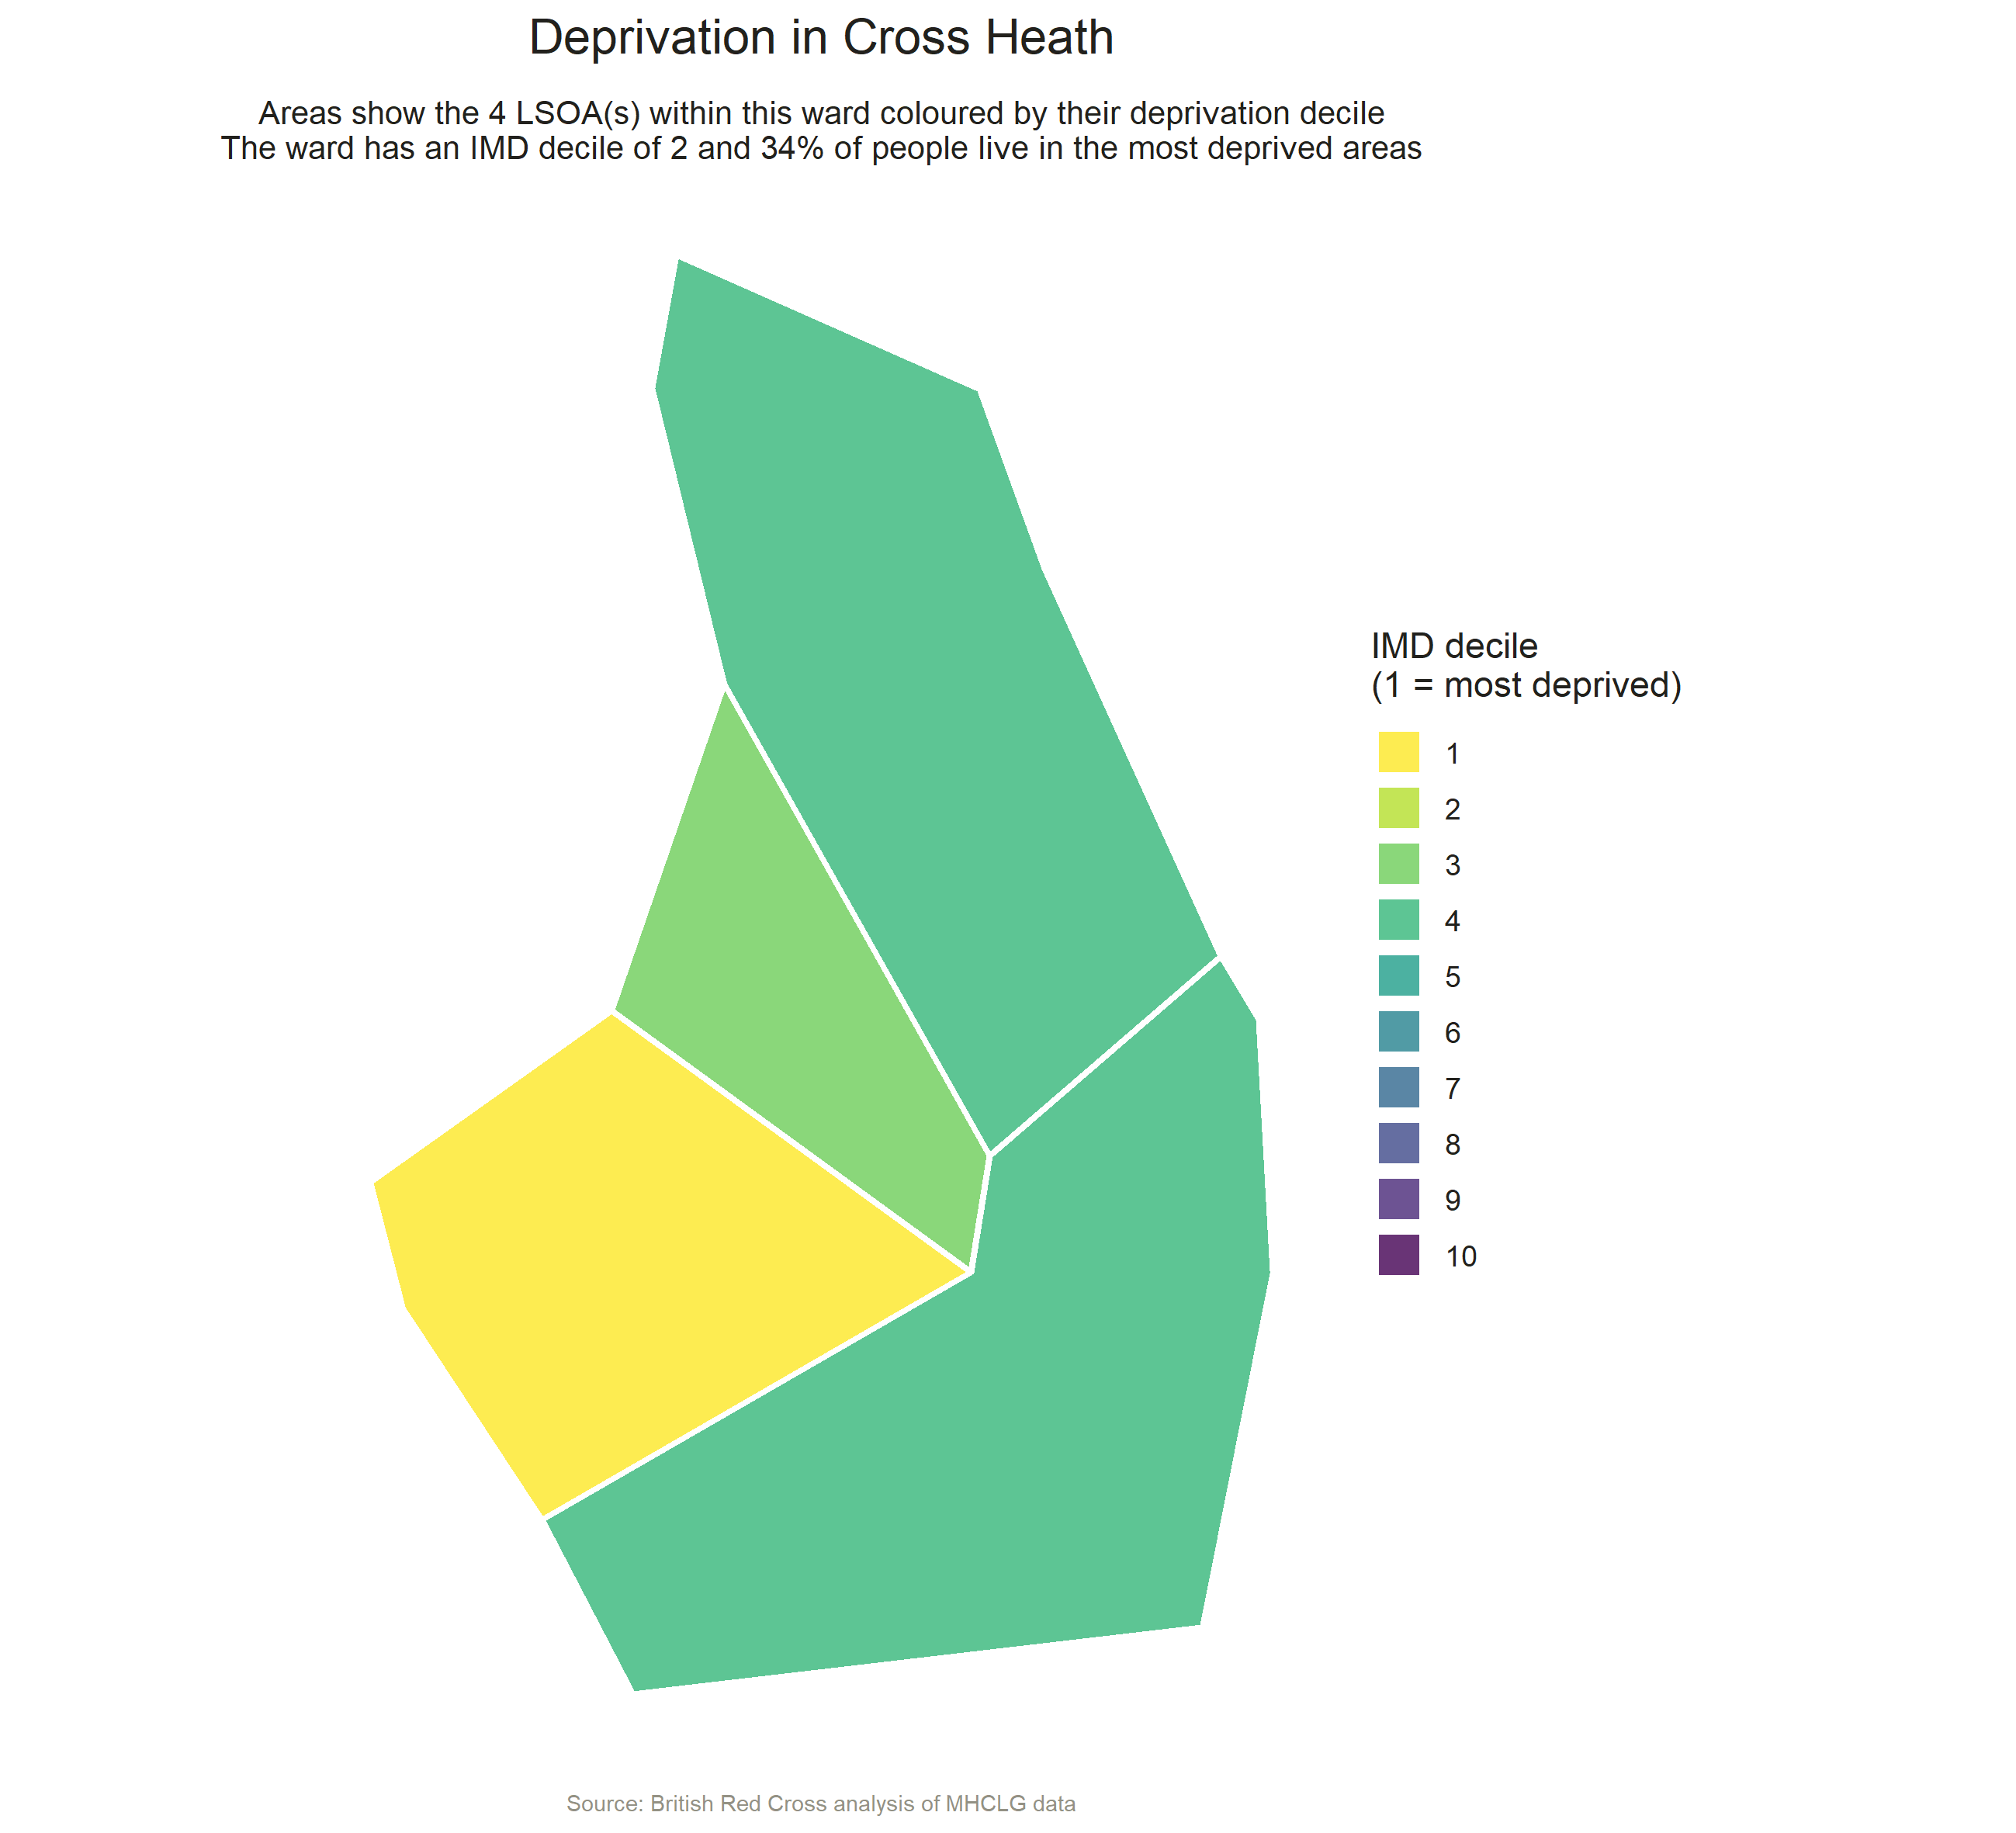 Deprivation in Cross Heath
Areas show the 4 LSOA(s) within this ward coloured by their deprivation decile
The ward has an IMD decile of 2 and 34% of people live in the most deprived areas
IMD decile
(1 = most deprived)
1
2
3
4
5
6
7
8
9
10
Source: British Red Cross analysis of MHCLG data